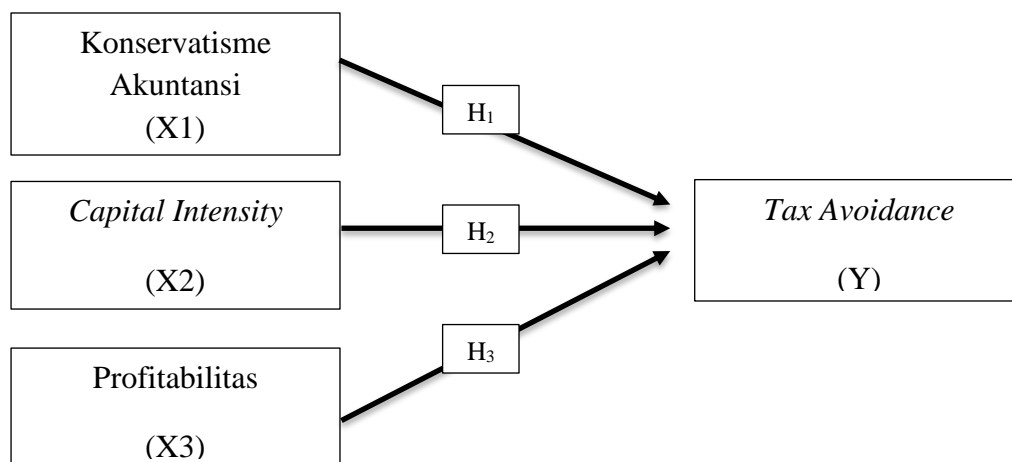 Konservatisme
Akuntansi
(X1)
H₁
Capital Intensity
(X2)
H₂
Tax Avoidance
(Y)
H₃
Profitabilitas
(X3)